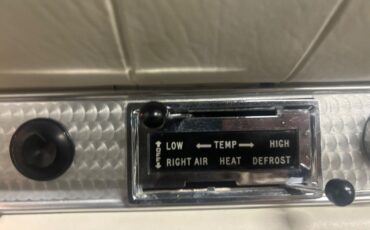 LOW ←TEMP→ HIGH
RIGHT AIR HEAT DEFROST